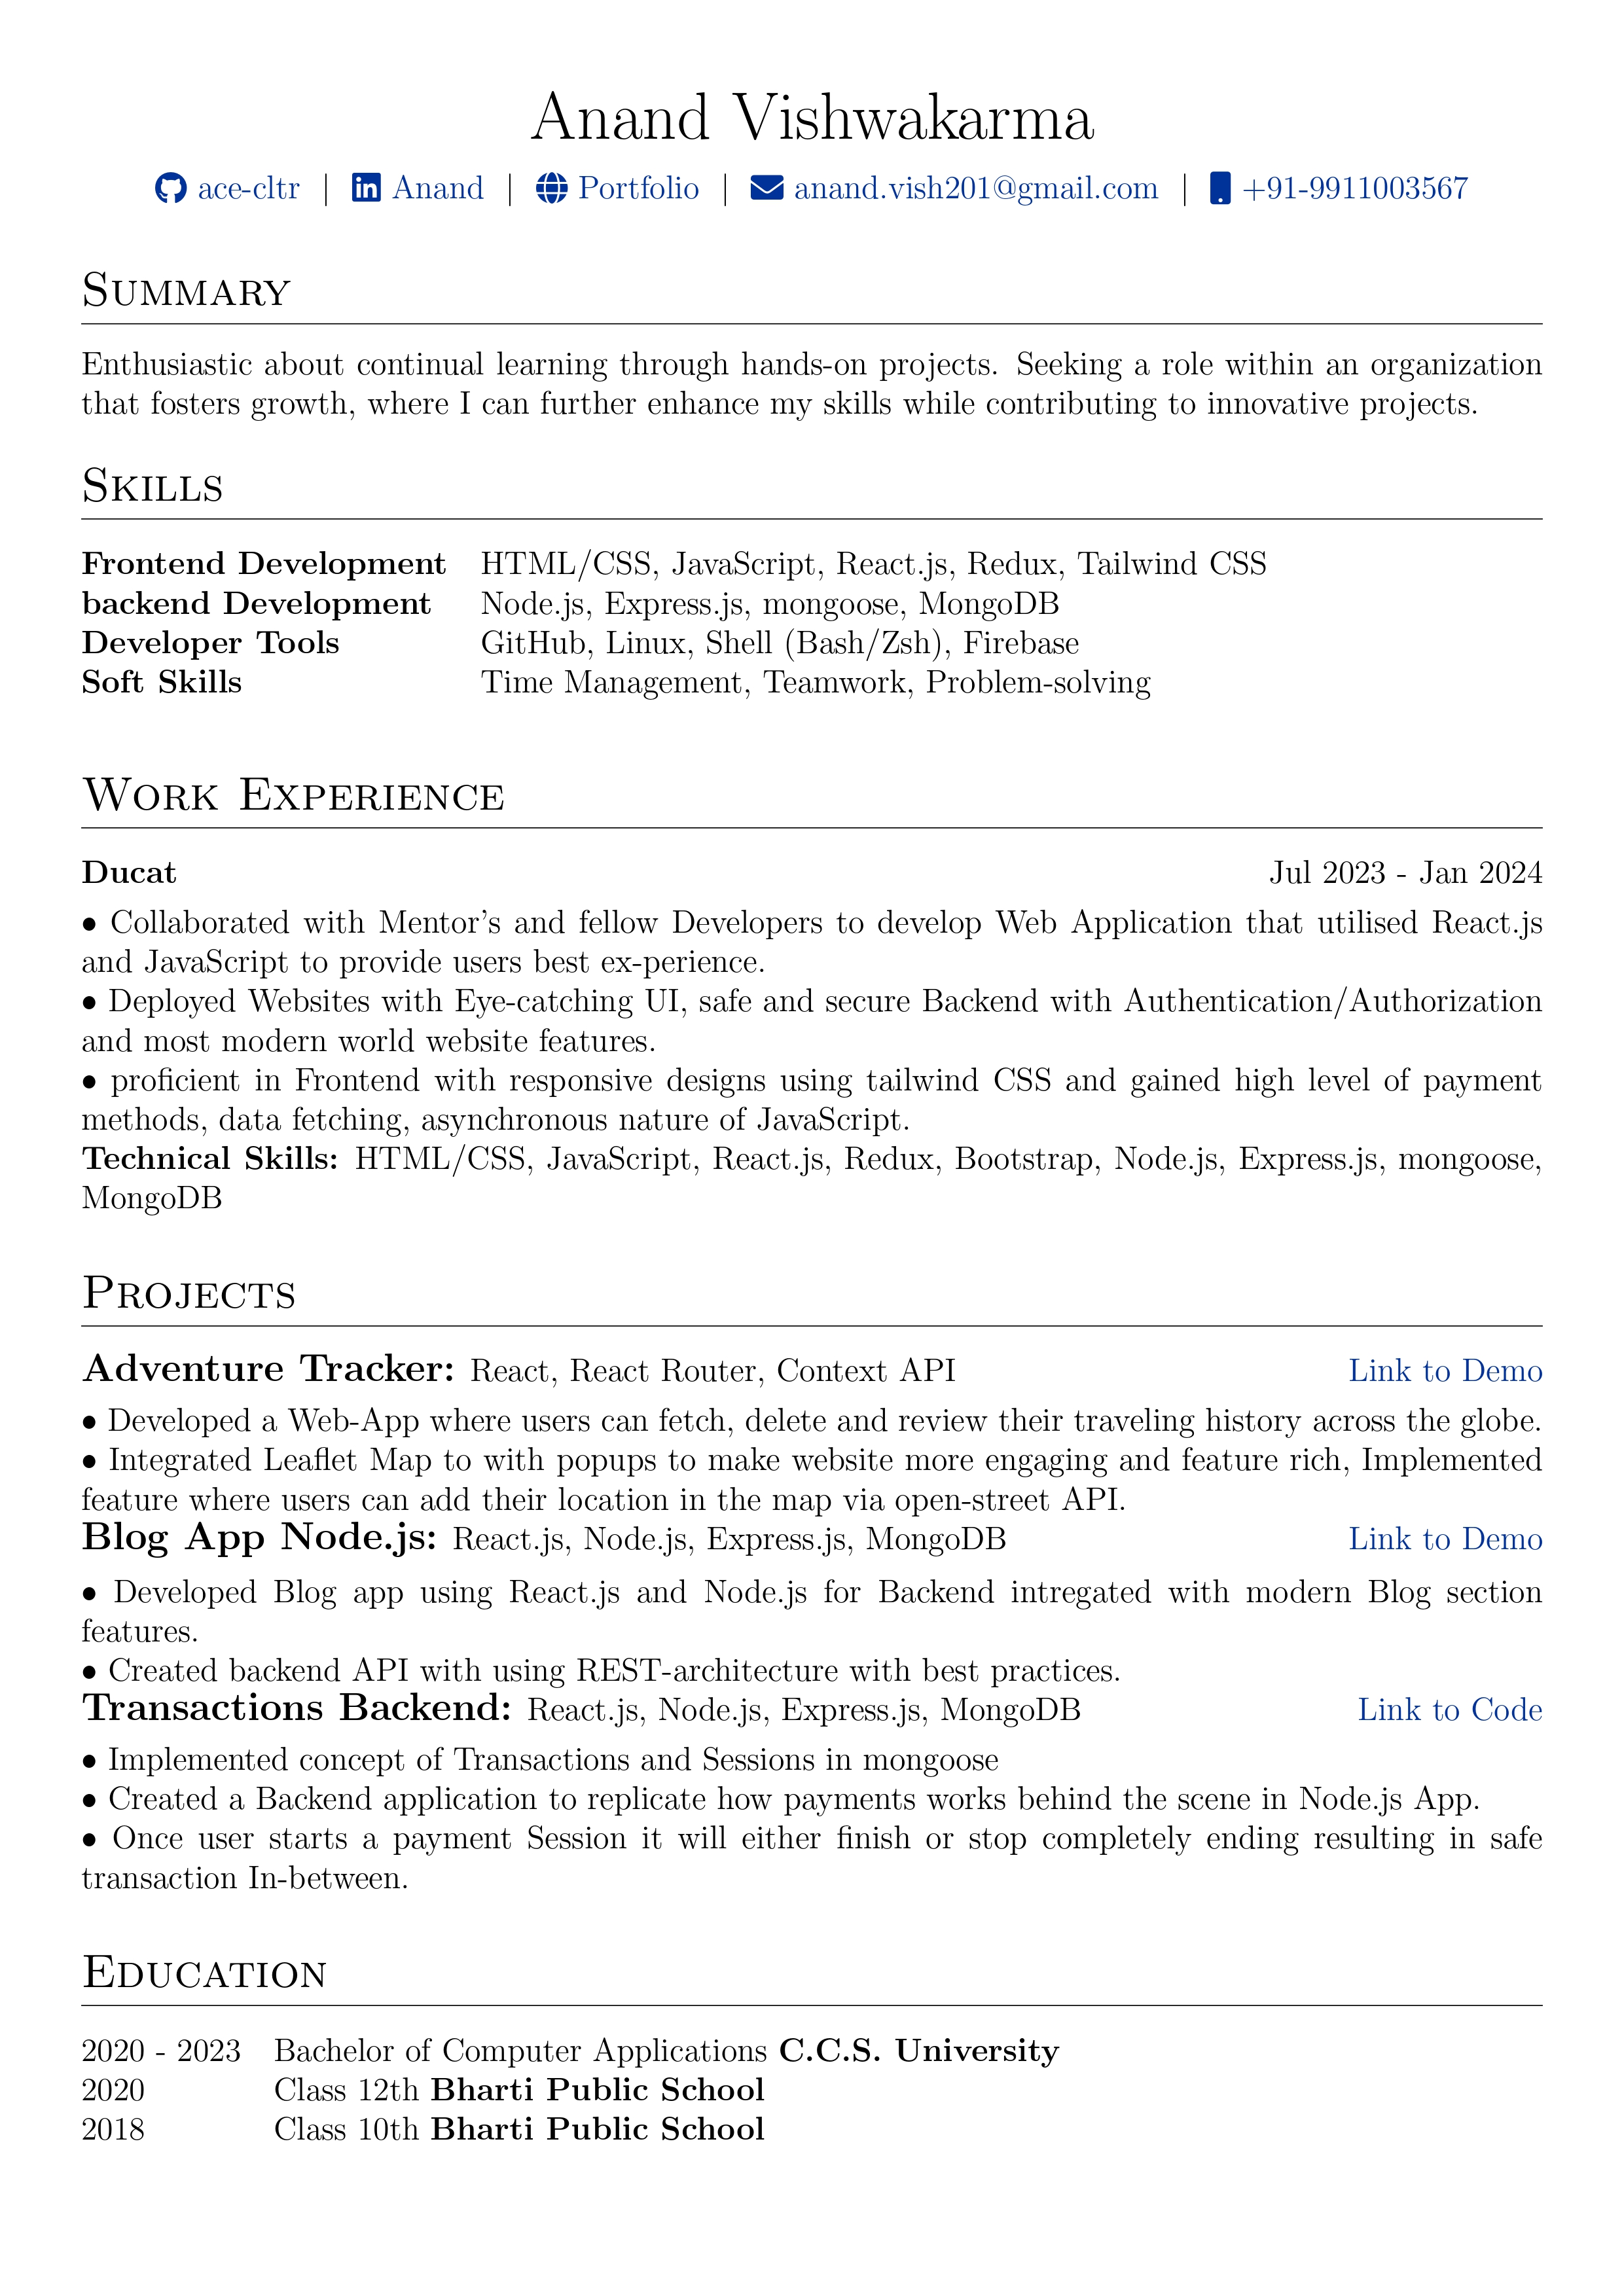 Anand Vishwakarma
ace-cltr | Anand | Portfolio | anand.vish201@gmail.com | +91-9911003567
Summary
Enthusiastic about continual learning through hands-on projects. Seeking a role within an organization
that fosters growth, where I can further enhance my skills while contributing to innovative projects.
Skills
Frontend Development HTML/CSS, JavaScript, React.js, Redux, Tailwind CSS
backend Development Node.js, Express.js, mongoose, MongoDB
Developer Tools GitHub, Linux, Shell (Bash/Zsh), Firebase
Soft Skills Time Management, Teamwork, Problem-solving
Work Experience
Ducat Jul 2023 - Jan 2024
• Collaborated with Mentor's and fellow Developers to develop Web Application that utilised React.js
and JavaScript to provide users best ex-perience.
• Deployed Websites with Eye-catching UI, safe and secure Backend with Authentication/Authorization
and most modern world website features.
• proficient in Frontend with responsive designs using tailwind CSS and gained high level of payment
methods, data fetching, asynchronous nature of JavaScript.
Technical Skills: HTML/CSS, JavaScript, React.js, Redux, Bootstrap, Node.js, Express.js, mongoose,
MongoDB
Projects
Adventure Tracker: React, React Router, Context API Link to Demo
• Developed a Web-App where users can fetch, delete and review their traveling history across the globe.
• Integrated Leaflet Map to with popups to make website more engaging and feature rich, Implemented
feature where users can add their location in the map via open-street API.
Blog App Node.js: React.js, Node.js, Express.js, MongoDB Link to Demo
• Developed Blog app using React.js and Node.js for Backend intregated with modern Blog section
features.
• Created backend API with using REST-architecture with best practices.
Transactions Backend: React.js, Node.js, Express.js, MongoDB Link to Code
• Implemented concept of Transactions and Sessions in mongoose
• Created a Backend application to replicate how payments works behind the scene in Node.js App.
• Once user starts a payment Session it will either finish or stop completely ending resulting in safe
transaction In-between.
Education
2020 - 2023 Bachelor of Computer Applications C.C.S. University
2020 Class 12th Bharti Public School
2018 Class 10th Bharti Public School